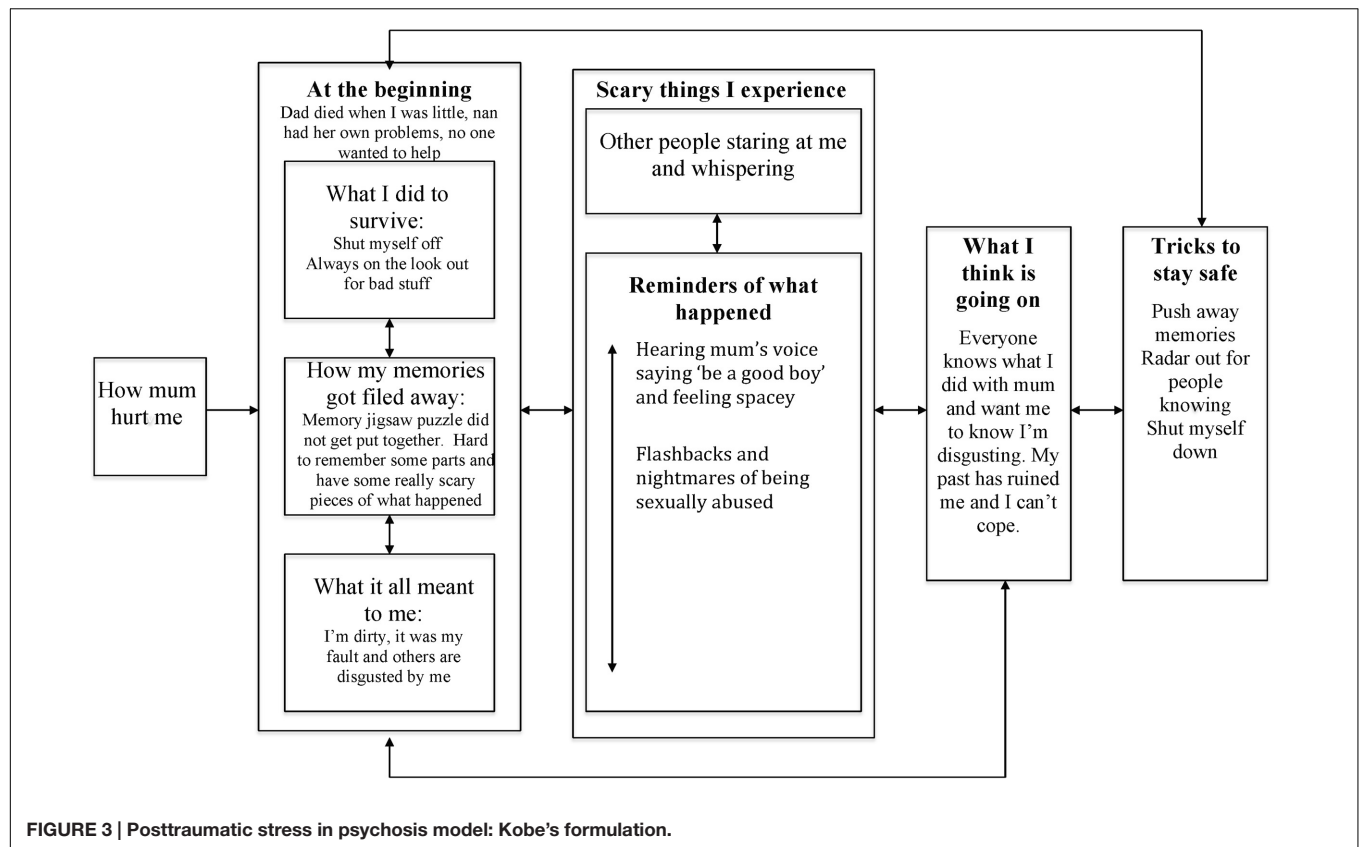 How mum
hurt me
At the beginning
Dad died when I was little, nan
had her own problems, no one
wanted to help
What I did to
survive:
Shut myself off
Always on the look out
for bad stuff
How my memories
got filed away:
Memory jigsaw puzzle did
not get put together. Hard
to remember some parts and
have some really scary
pieces of what happened
What it all meant
to me:
I'm dirty, it was my
fault and others are
disgusted by me
Scary things I experience
Other people staring at me
and whispering
Reminders of what
happened
Hearing mum's voice
saying 'be a good boy'
and feeling spacey
Flashbacks and
nightmares of being
sexually abused
What I
think is
going on
Everyone
knows what I
did with mum
and want me
to know I'm
disgusting. My
past has ruined
me and I can't
cope.
Tricks to
stay safe
Push away
memories
Radar out for
people
knowing
Shut myself
down
FIGURE 3 | Posttraumatic stress in psychosis model: Kobe's formulation.